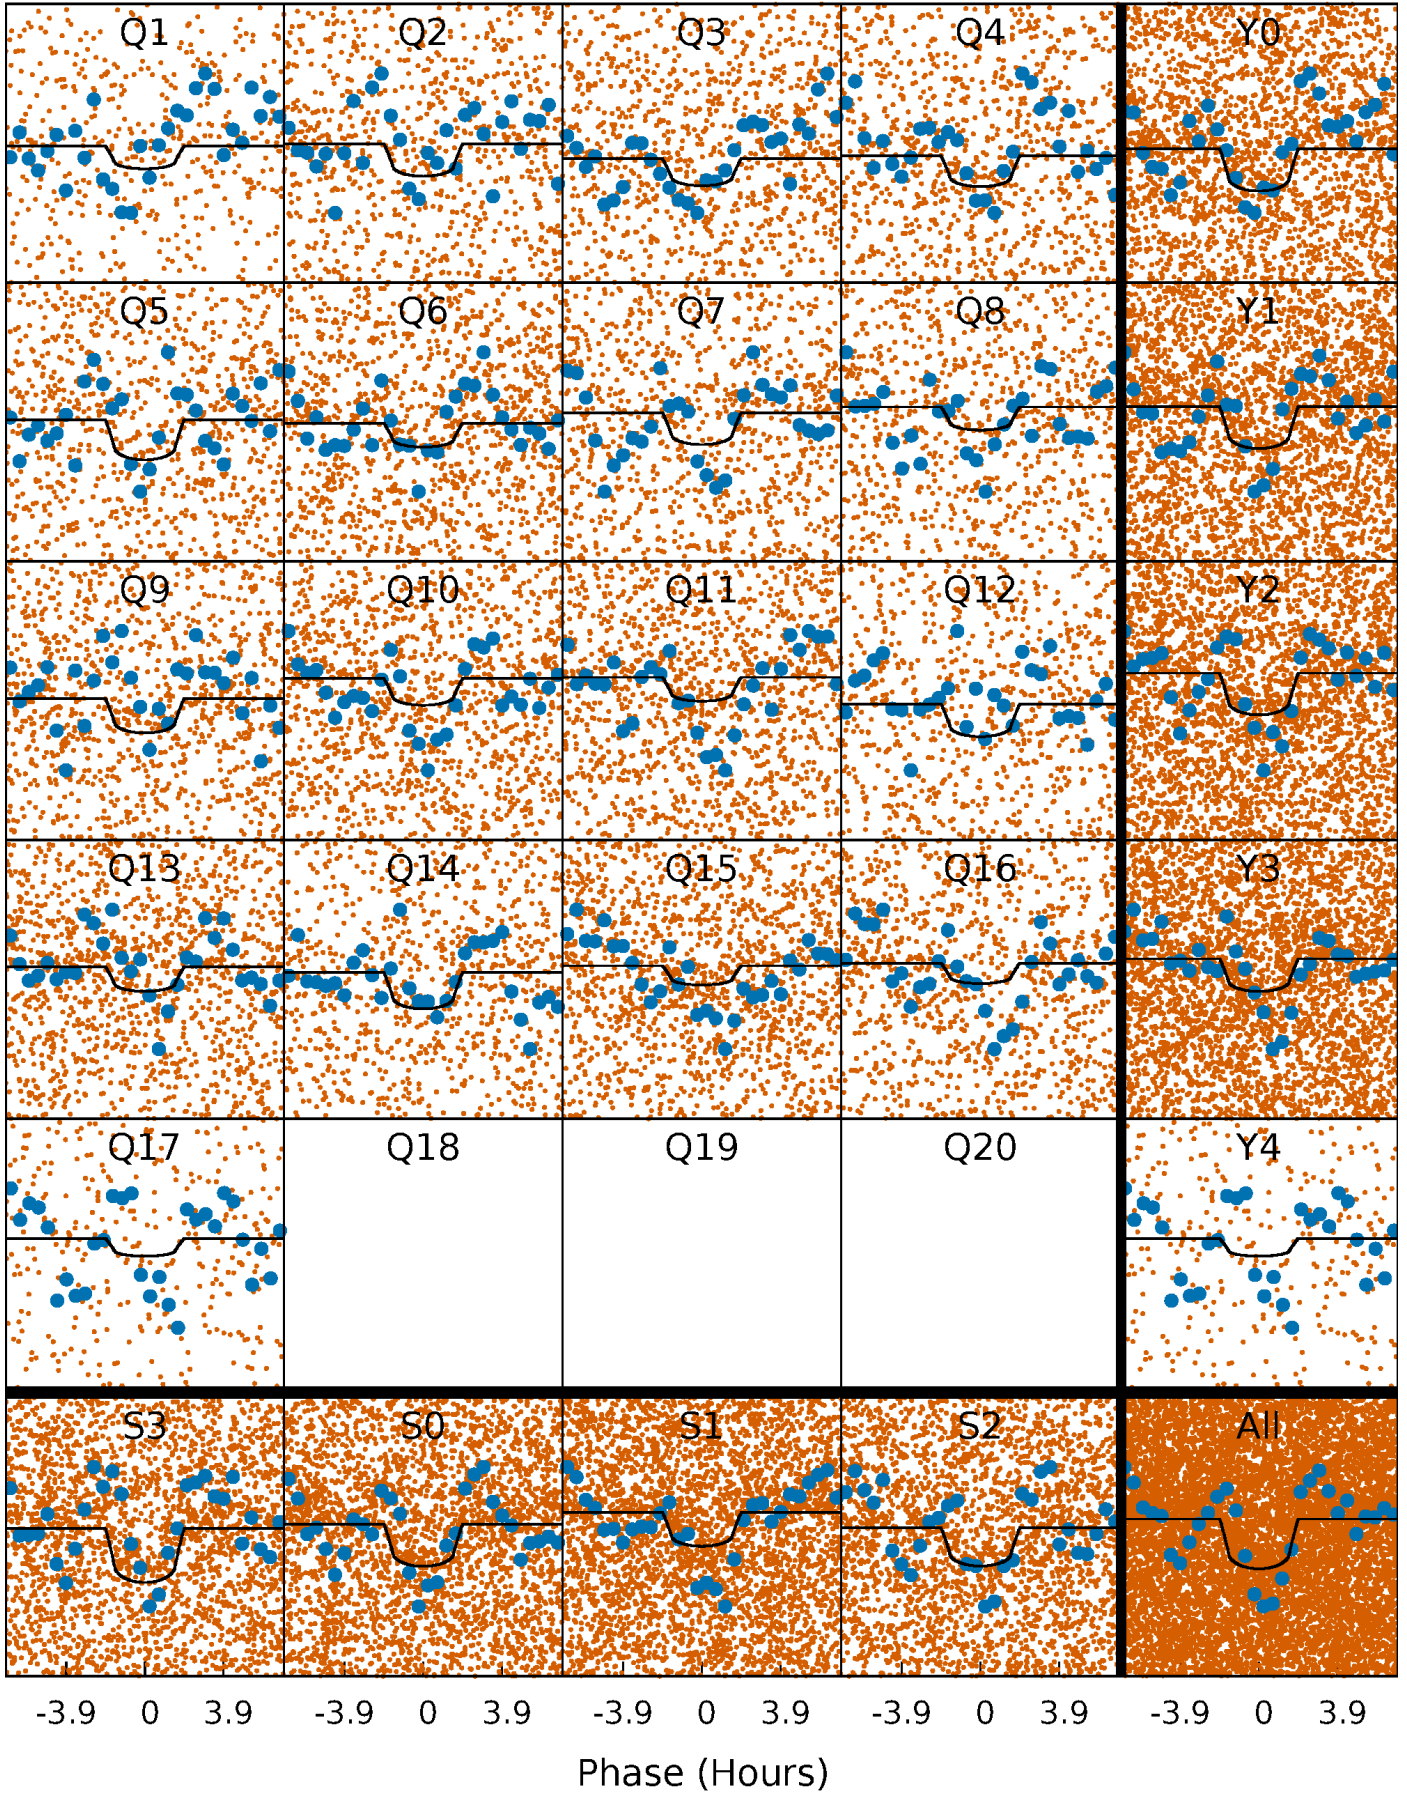 Q1 Q2 Q3 Q4 Y0
Q5 Q6 Q7 Q8 Y1
Q9 Q10 Q11 Q12 Y2
Q13 Q14 Q15 Q16 Y3
Q17 Q18 Q19 Q20 Y4
S3 S0 S1 S2 All
-3.9 0 3.9 -3.9 0 3.9 -3.9 0 3.9 -3.9 0 3.9 -3.9 0 3.9
Phase (Hours)